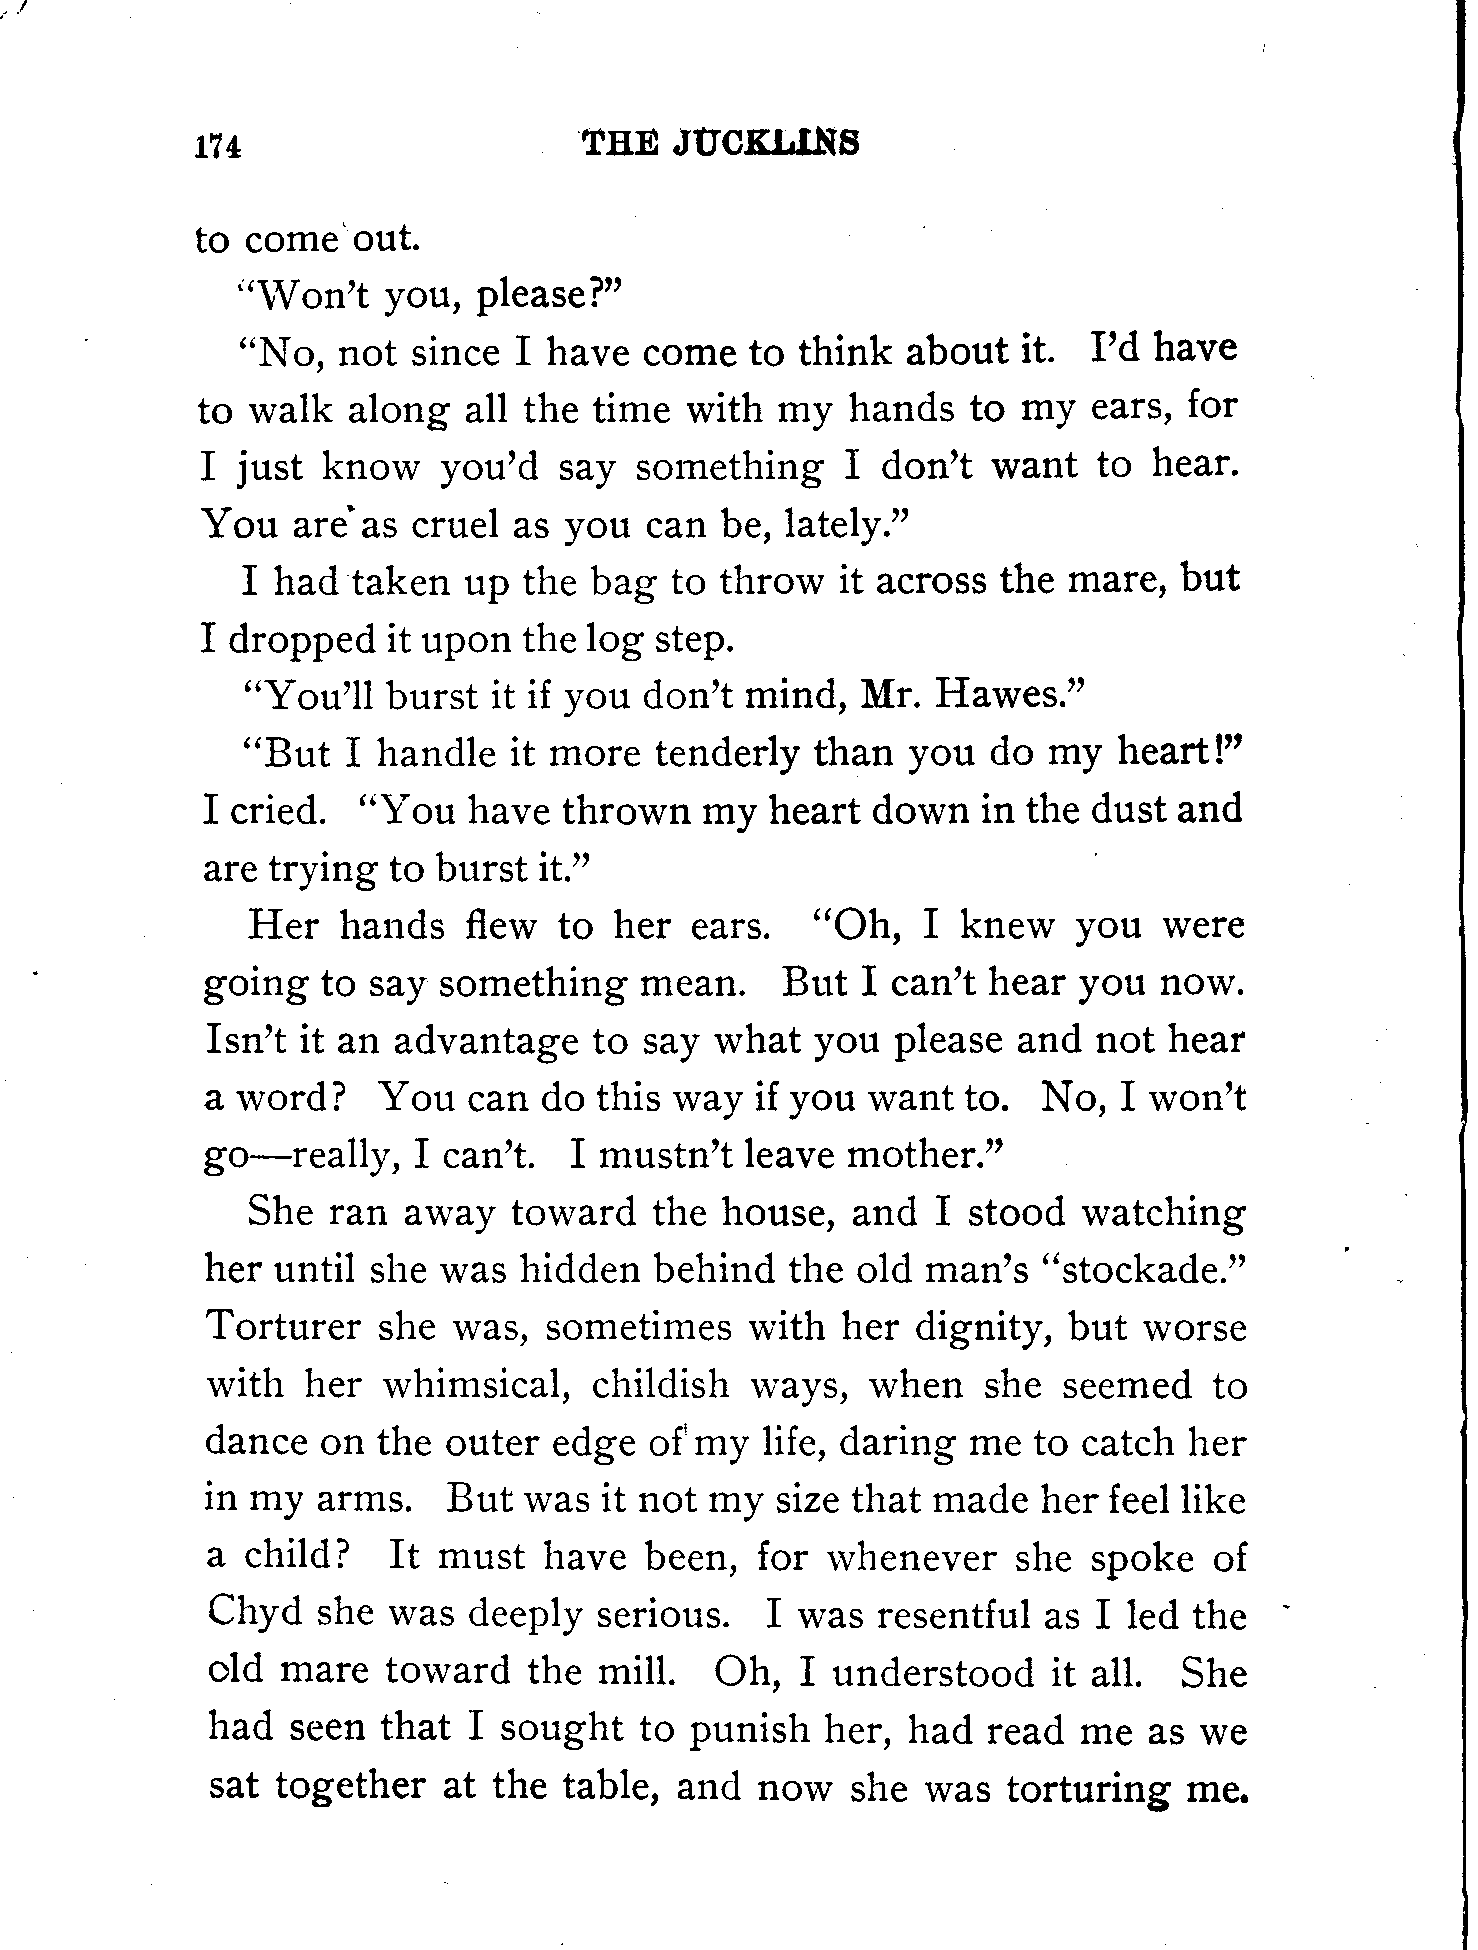 174 THE JUCKLINS
to come out.
"Won't you, please?"
"No, not since I have come to think about it. I'd have
to walk along all the time with my hands to my ears, for
I just know you'd say something I don't want to hear.
You are as cruel as you can be, lately."
I had taken up the bag to throw it across the mare, but
I dropped it upon the log step.
"You'll burst it if you don't mind, Mr. Hawes."
"But I handle it more tenderly than you do my heart!"
I cried. "You have thrown my heart down in the dust and
are trying to burst it."
Her hands flew to her ears. "Oh, I knew you were
going to say something mean. But I can't hear you now.
Isn't it an advantage to say what you please and not hear
a word? You can do this way if you want to. No, I won't
go—really, I can't. I mustn't leave mother."
She ran away toward the house, and I stood watching
her until she was hidden behind the old man's "stockade."
Torturer she was, sometimes with her dignity, but worse
with her whimsical, childish ways, when she seemed to
dance on the outer edge of my life, daring me to catch her
in my arms. But was it not my size that made her feel like
a child? It must have been, for whenever she spoke of
Chyd she was deeply serious. I was resentful as I led the
old mare toward the mill. Oh, I understood it all. She
had seen that I sought to punish her, had read me as we
sat together at the table, and now she was torturing me.